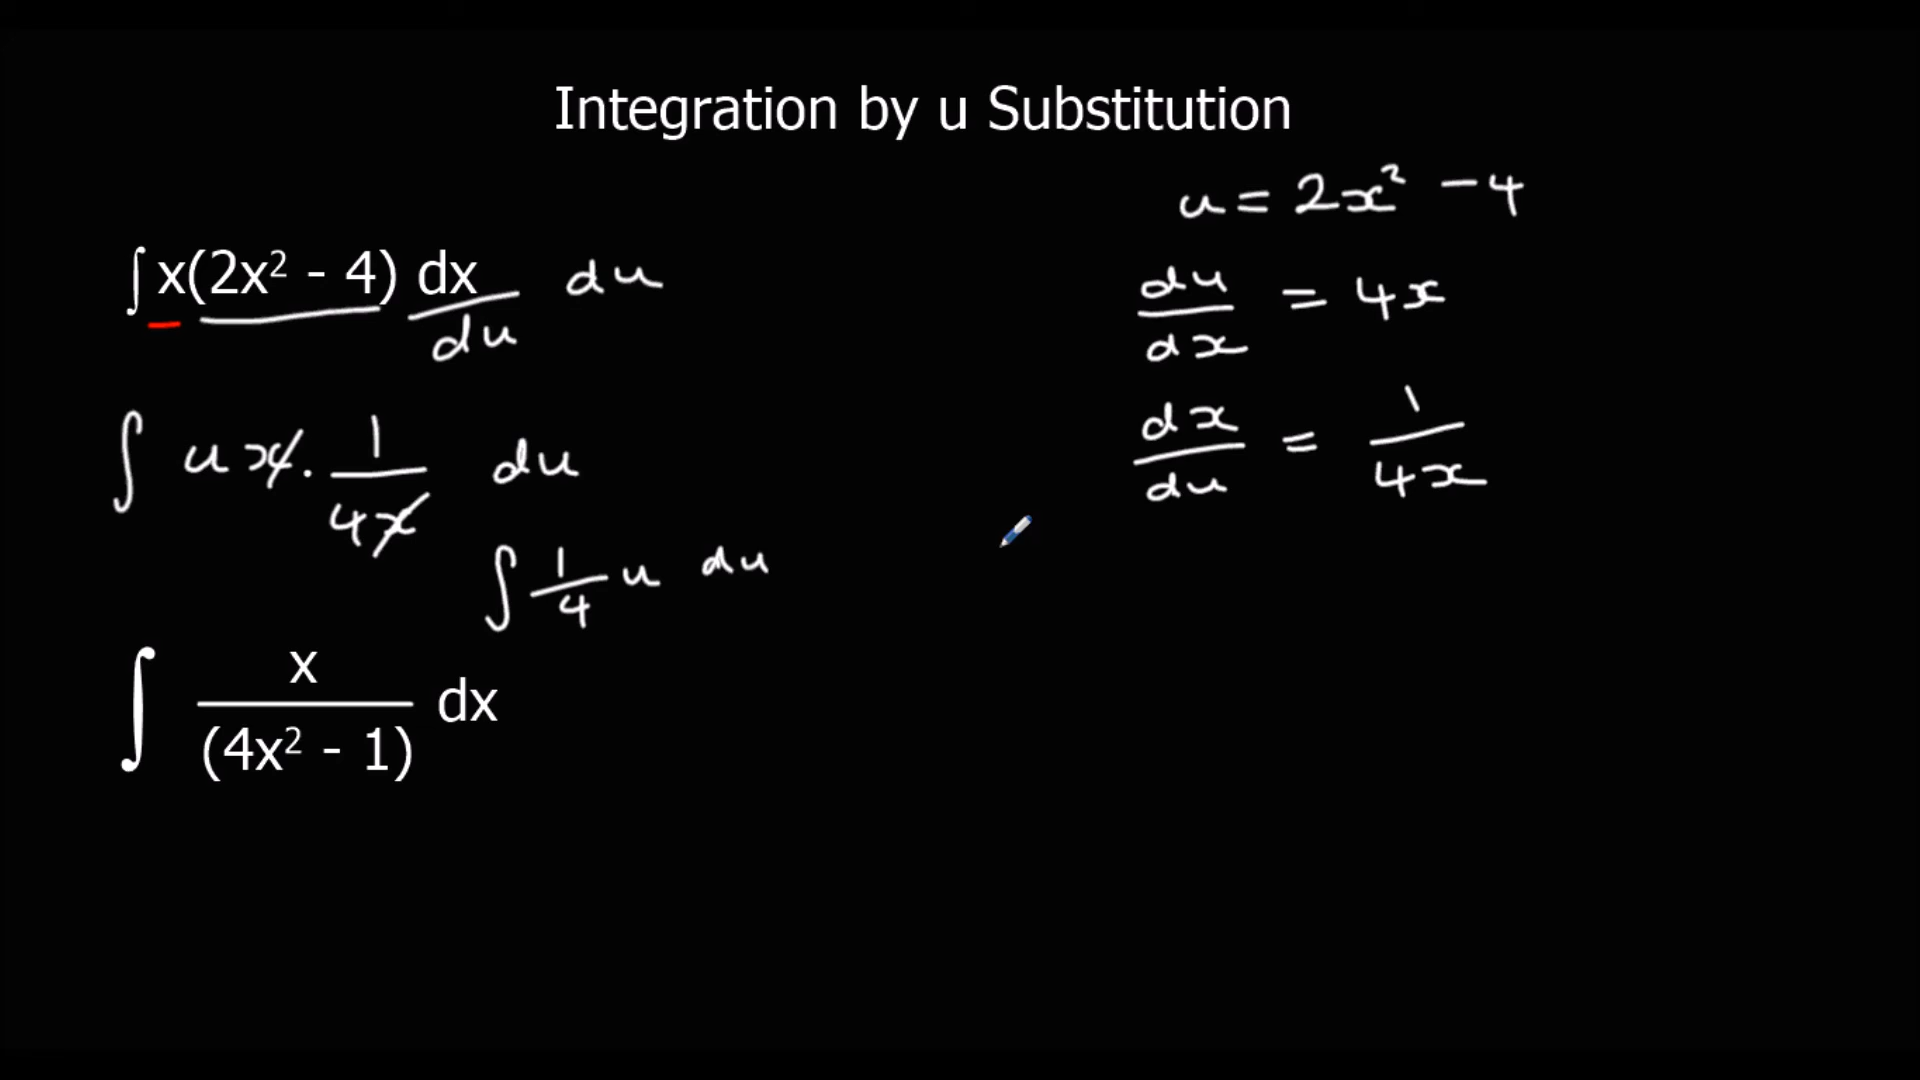 Integration by u Substitution
u = 2x² - 4
∫ x(2x² - 4) dx/du du
du/dx = 4x
dx/du = 1/4x
∫ u x . 1/4x du
∫ 1/4 u du
∫ x/(4x² - 1) dx